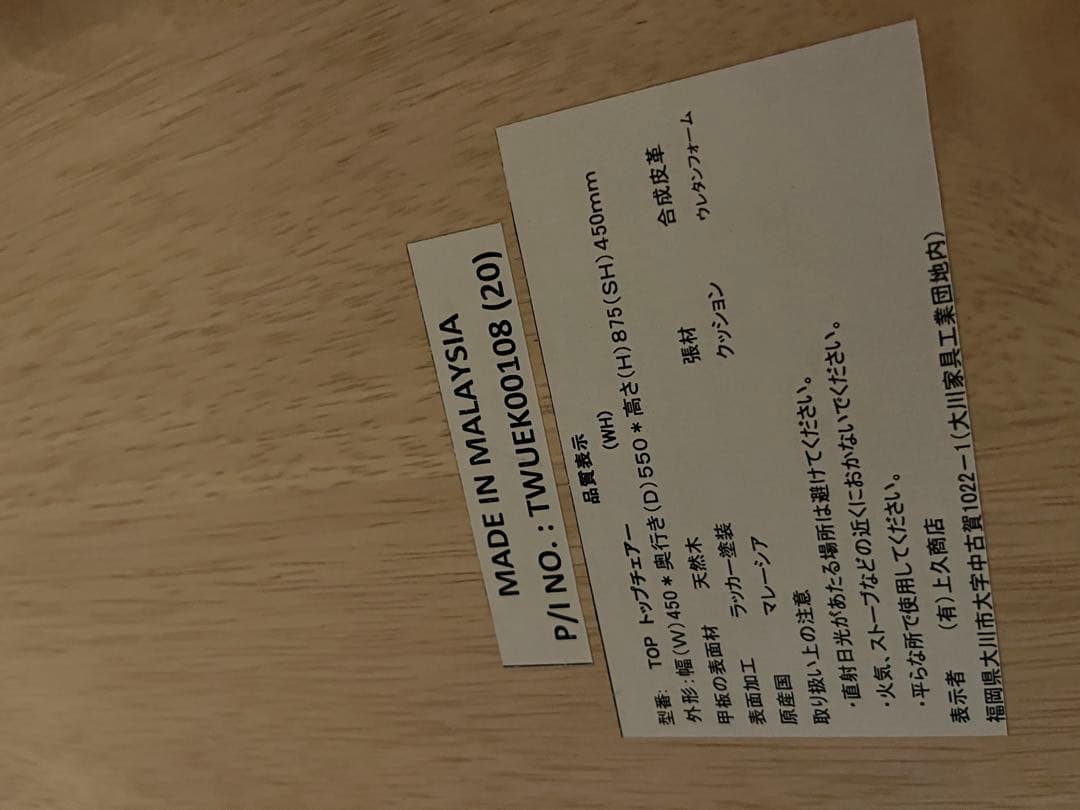 MADE IN MALAYSIA
P/I NO. : TWUEK00108 (20)
品質表示
型番: TOP トップチェアー (WH)
外形:幅(W)450*奥行き(D)550*高さ(H)875(SH)450mm
甲板の表面材 天然木 張材 合成皮革
表面加工 ラッカー塗装 クッション ウレタンフォーム
原産国 マレーシア
取り扱い上の注意
・直射日光があたる場所は避けてください。
・火気、ストーブなどの近くにおかないでください。
・平らな所で使用してください。
表示者 (有)上久商店
福岡県大川市大字中古賀1022-1(大川家具工業団地内)